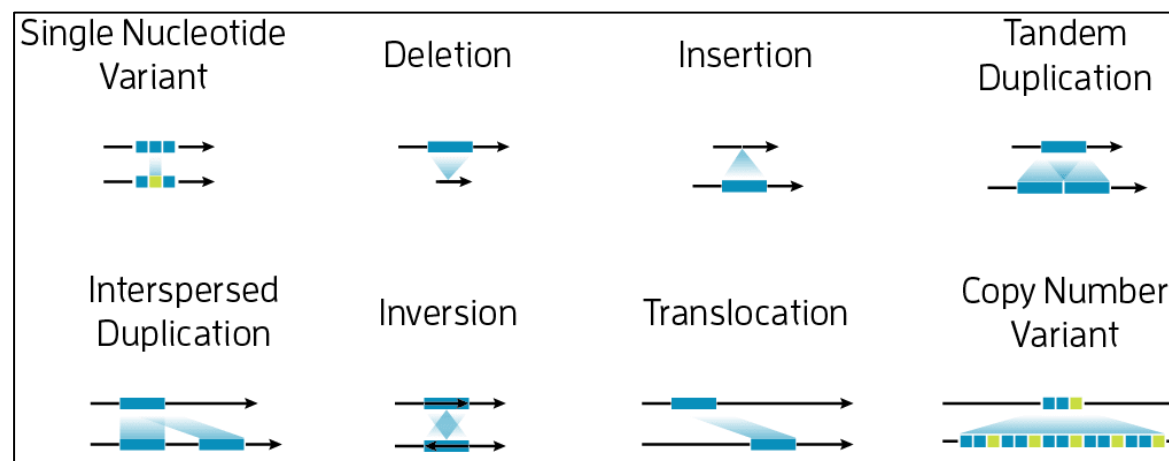 Single Nucleotide
Variant
Deletion
Insertion
Tandem
Duplication
Interspersed
Duplication
Inversion
Translocation
Copy Number
Variant